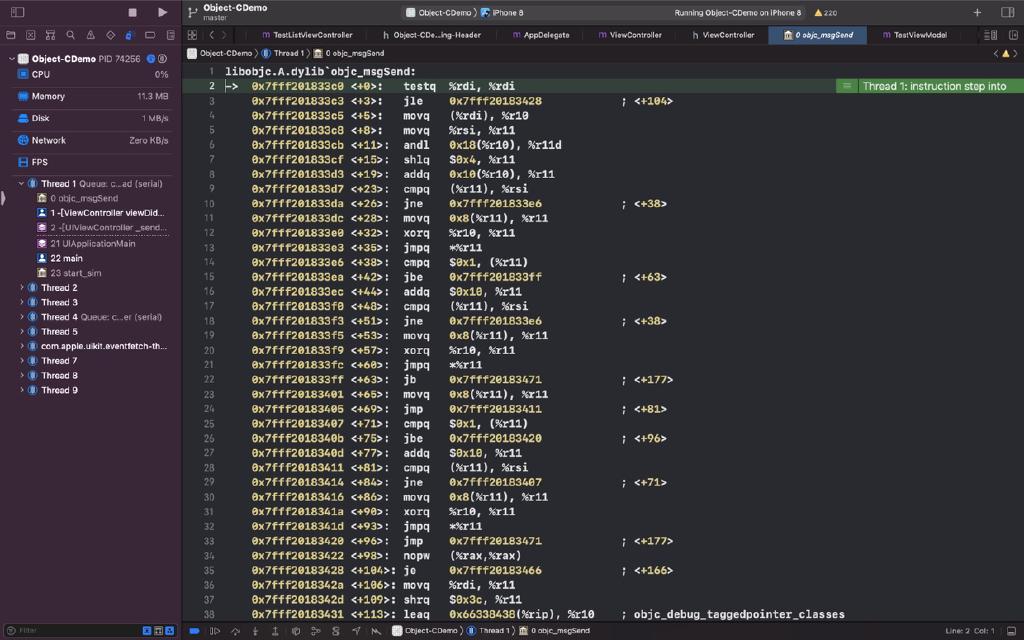 Object-CDemo
master
Object-CDemo › iPhone 8
Running Object-CDemo on iPhone 8
220
TestListViewController
Object-CDe...ing-Header
AppDelegate
ViewController
ViewController
0 objc_msgSend
TestViewModel
Object-CDemo
Thread 1
0 objc_msgSend
Object-CDemo PID 74256
CPU 0%
Memory 11.3 MB
Disk 1 MB/s
Network Zero KB/s
FPS
Thread 1 Queue: c...ad (serial)
0 objc_msgSend
1 -[ViewController viewDid...
2 -[UIViewController _send...
21 UIApplicationMain
22 main
23 start_sim
Thread 2
Thread 3
Thread 4 Queue: c...er (serial)
Thread 5
com.apple.uikit.eventfetch-th...
Thread 7
Thread 8
Thread 9
Filter
1 libobjc.A.dylib`objc_msgSend:
2 -> 0x7fff201833c0 <+0>: testq %rdi, %rdi
Thread 1: instruction step into
3 0x7fff201833c3 <+3>: jle 0x7fff20183428 ; <+104>
4 0x7fff201833c5 <+5>: movq (%rdi), %r10
5 0x7fff201833c8 <+8>: movq %rsi, %r11
6 0x7fff201833cb <+11>: andl 0x18(%r10), %r11d
7 0x7fff201833cf <+15>: shlq $0x4, %r11
8 0x7fff201833d3 <+19>: addq 0x10(%r10), %r11
9 0x7fff201833d7 <+23>: cmpq (%r11), %rsi
10 0x7fff201833da <+26>: jne 0x7fff201833e6 ; <+38>
11 0x7fff201833dc <+28>: movq 0x8(%r11), %r11
12 0x7fff201833e0 <+32>: xorq %r10, %r11
13 0x7fff201833e3 <+35>: jmpq *%r11
14 0x7fff201833e6 <+38>: cmpq $0x1, (%r11)
15 0x7fff201833ea <+42>: jbe 0x7fff201833ff ; <+63>
16 0x7fff201833ec <+44>: addq $0x10, %r11
17 0x7fff201833f0 <+48>: cmpq (%r11), %rsi
18 0x7fff201833f3 <+51>: jne 0x7fff201833e6 ; <+38>
19 0x7fff201833f5 <+53>: movq 0x8(%r11), %r11
20 0x7fff201833f9 <+57>: xorq %r10, %r11
21 0x7fff201833fc <+60>: jmpq *%r11
22 0x7fff201833ff <+63>: jb 0x7fff20183471 ; <+177>
23 0x7fff20183401 <+65>: movq 0x8(%r11), %r11
24 0x7fff20183405 <+69>: jmp 0x7fff20183411 ; <+81>
25 0x7fff20183407 <+71>: cmpq $0x1, (%r11)
26 0x7fff2018340b <+75>: jbe 0x7fff20183420 ; <+96>
27 0x7fff2018340d <+77>: addq $0x10, %r11
28 0x7fff20183411 <+81>: cmpq (%r11), %rsi
29 0x7fff20183414 <+84>: jne 0x7fff20183407 ; <+71>
30 0x7fff20183416 <+86>: movq 0x8(%r11), %r11
31 0x7fff2018341a <+90>: xorq %r10, %r11
32 0x7fff2018341d <+93>: jmpq *%r11
33 0x7fff20183420 <+96>: jmp 0x7fff20183471 ; <+177>
34 0x7fff20183422 <+98>: nopw (%rax,%rax)
35 0x7fff20183428 <+104>: je 0x7fff20183466 ; <+166>
36 0x7fff2018342a <+106>: movq %rdi, %r11
37 0x7fff2018342d <+109>: shrq $0x3c, %r11
38 0x7fff20183431 <+113>: leaq 0x66338438(%rip), %r10 ; objc_debug_taggedpointer_classes
Object-CDemo
Thread 1
0 objc_msgSend
Line: 2 Col: 1